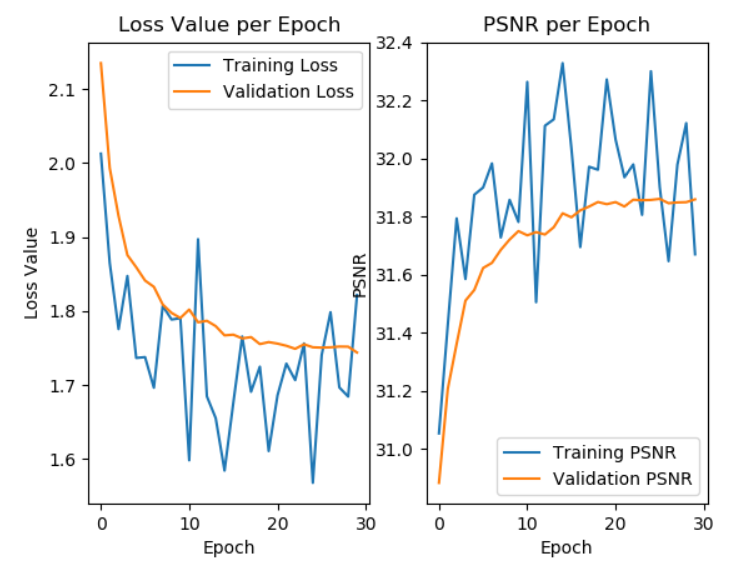 Loss Value per Epoch
Training Loss
Validation Loss
2.1
2.0
1.9
1.8
1.7
1.6
Loss Value
0
10
20
30
Epoch
PSNR per Epoch
32.4
32.2
32.0
31.8
31.6
31.4
31.2
31.0
PSNR
Training PSNR
Validation PSNR
0
10
20
30
Epoch